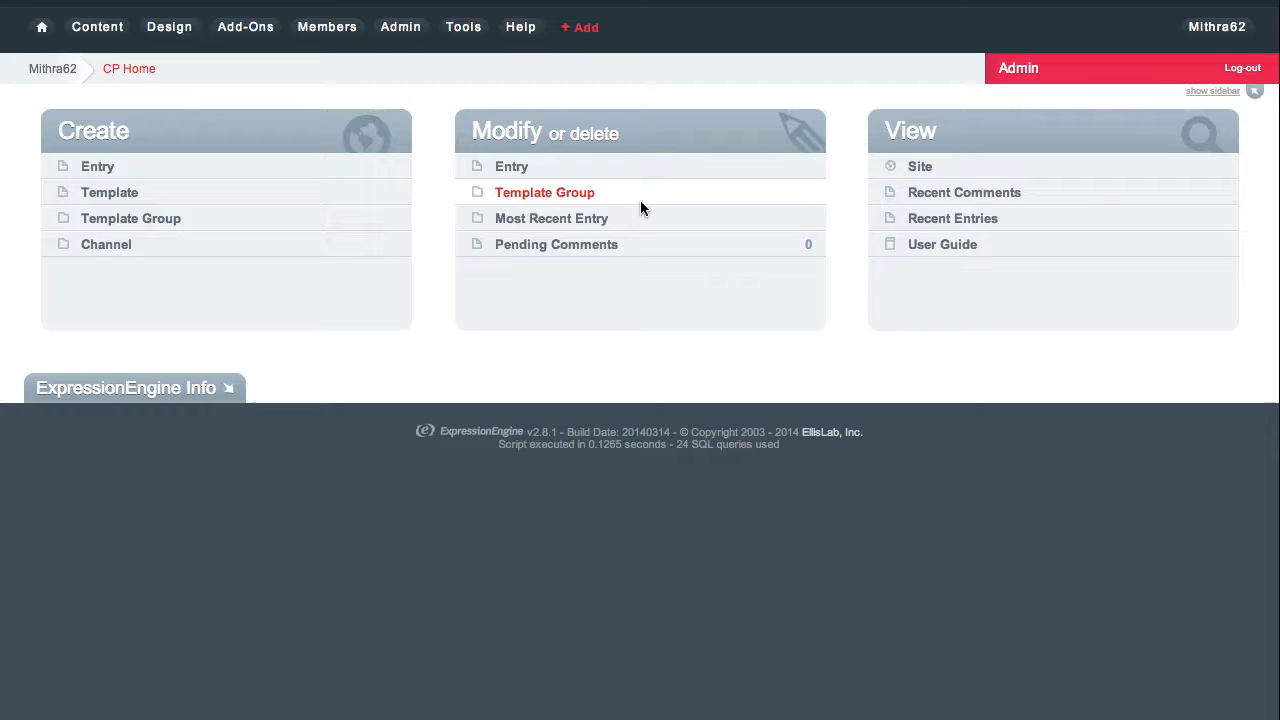 Content Design Add-Ons Members Admin Tools Help + Add Mithra62
Mithra62 CP Home Admin Log-out
show sidebar
Create
Entry
Template
Template Group
Channel
Modify or delete
Entry
Template Group
Most Recent Entry
Pending Comments 0
View
Site
Recent Comments
Recent Entries
User Guide
ExpressionEngine Info
ExpressionEngine v2.8.1 - Build Date: 20140314 - © Copyright 2003 - 2014 EllisLab, Inc.
Script executed in 0.1265 seconds - 24 SQL queries used